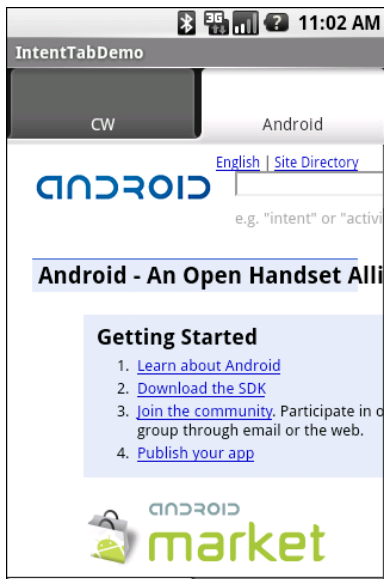 3G
11:02 AM
IntentTabDemo
CW
Android
English | Site Directory
ANDROID
e.g. "intent" or "activi
Android - An Open Handset Alli
Getting Started
1. Learn about Android
2. Download the SDK
3. Join the community. Participate in o
group through email or the web.
4. Publish your app
ANDROID
market